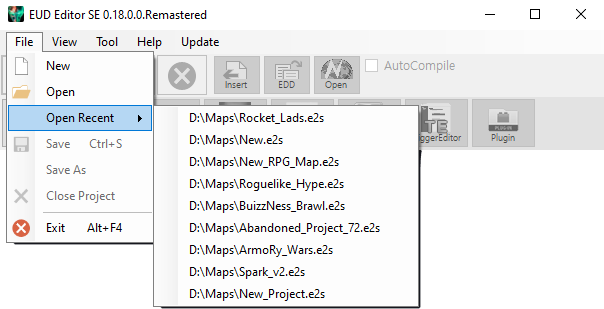 EUD Editor SE 0.18.0.0.Remastered
File View Tool Help Update
New
Open
Open Recent
Save Ctrl+S
Save As
Close Project
Exit Alt+F4
Insert EDD Open AutoCompile
D:\Maps\Rocket_Lads.e2s
D:\Maps\New.e2s
D:\Maps\New_RPG_Map.e2s
D:\Maps\Roguelike_Hype.e2s
D:\Maps\BuizzNess_Brawl.e2s
D:\Maps\Abandoned_Project_72.e2s
D:\Maps\ArmoRy_Wars.e2s
D:\Maps\Spark_v2.e2s
D:\Maps\New_Project.e2s
TE
ggerEditor Plugin